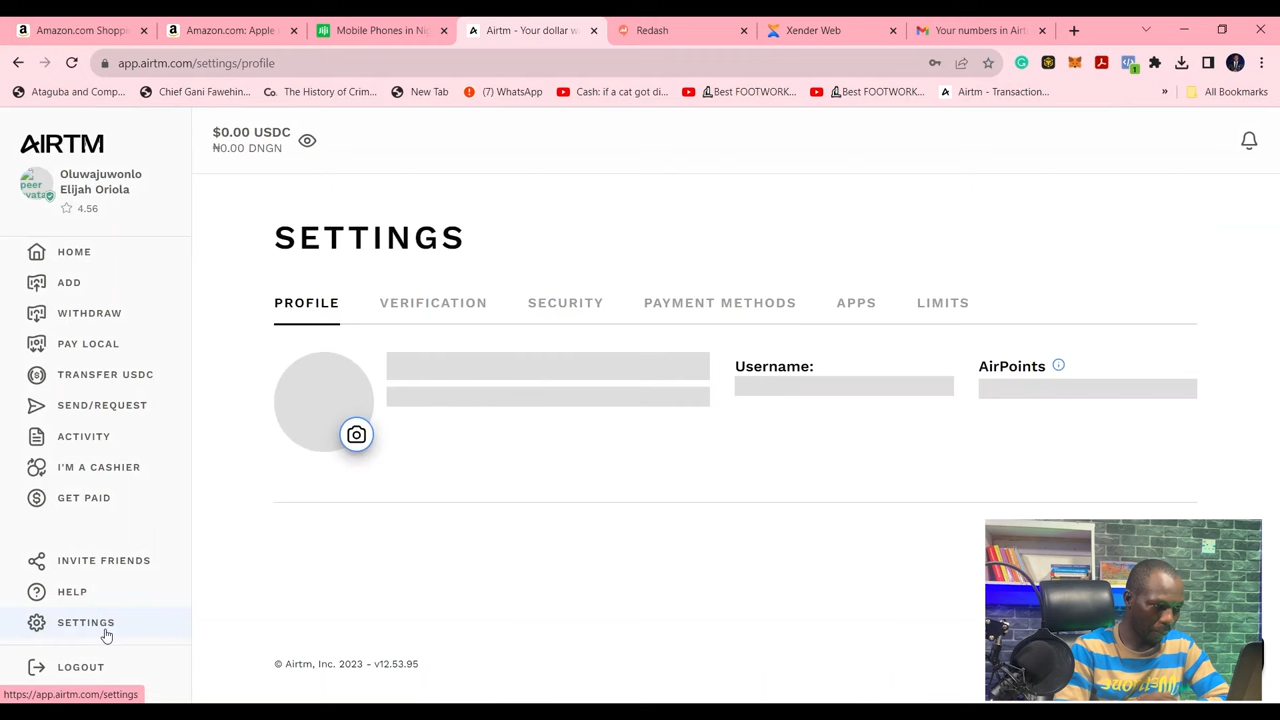 Amazon.com Shoppi
Amazon.com: Apple i
Mobile Phones in Nig
Airtm - Your dollar w
Redash
Xender Web
Your numbers in Airt
app.airtm.com/settings/profile
1
Ataguba and Comp...
Chief Gani Fawehin...
Co. The History of Crim...
New Tab
(7) WhatsApp
Cash: if a cat got di...
Best FOOTWORK...
Best FOOTWORK...
Airtm - Transaction...
»
All Bookmarks
AIRTM
peer
avata
Oluwajuwonlo
Elijah Oriola
4.56
$0.00 USDC
₦0.00 DNGN
HOME
ADD
WITHDRAW
PAY LOCAL
TRANSFER USDC
SEND/REQUEST
ACTIVITY
I'M A CASHIER
GET PAID
INVITE FRIENDS
HELP
SETTINGS
LOGOUT
https://app.airtm.com/settings
SETTINGS
PROFILE
VERIFICATION
SECURITY
PAYMENT METHODS
APPS
LIMITS
Username:
AirPoints
© Airtm, Inc. 2023 - v12.53.95